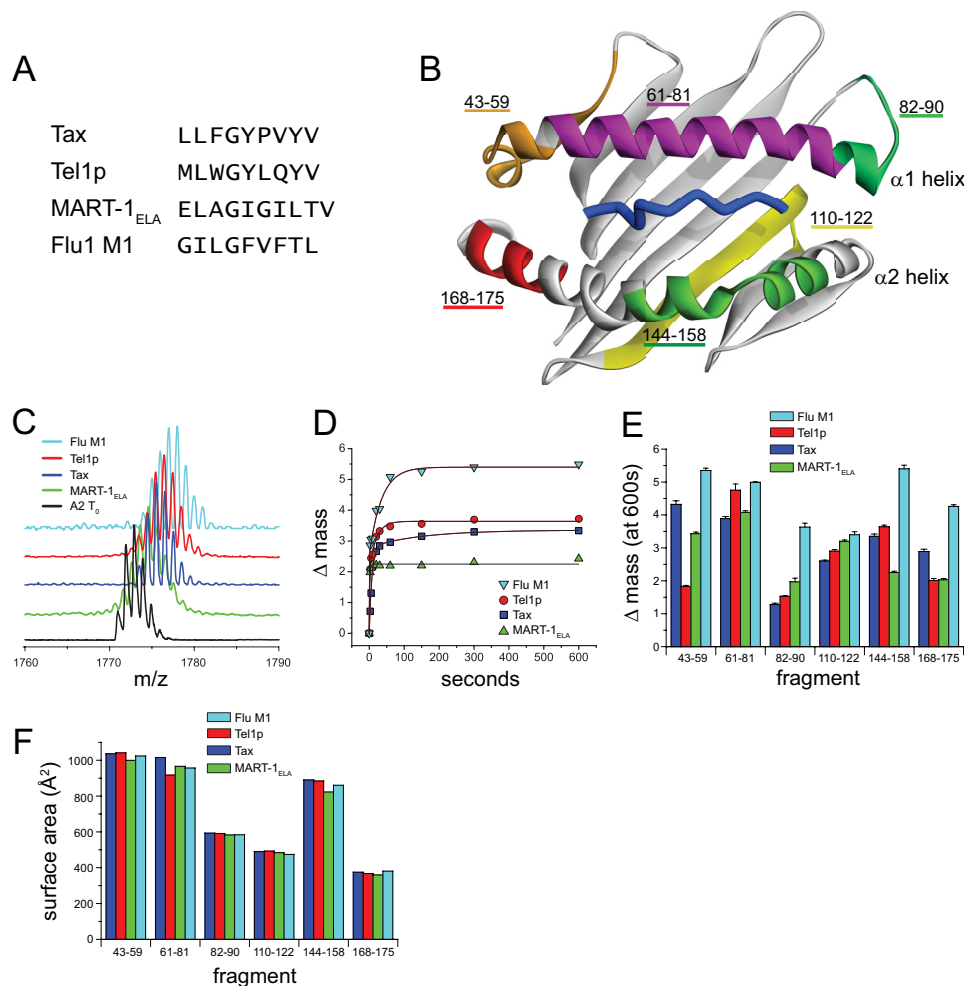 A
Tax LLFGYPVYV
Tel1p MLWGYLQYV
MART-1ELA ELAGIGILTV
Flu1 M1 GILGFVFTL
B
43-59
61-81
82-90
α1 helix
110-122
α2 helix
168-175
144-158
C
Flu M1
Tel1p
Tax
MART-1ELA
A2 T0
1760 1770 1780 1790
m/z
D
Δ mass
6
5
4
3
2
1
0
Flu M1
Tel1p
Tax
MART-1ELA
0 100 200 300 400 500 600
seconds
E
Flu M1
Tel1p
Tax
MART-1ELA
Δ mass (at 600s)
6
5
4
3
2
1
0
43-59 61-81 82-90 110-122 144-158 168-175
fragment
F
Flu M1
Tel1p
Tax
MART-1ELA
surface area (Å2)
1000
800
600
400
200
0
43-59 61-81 82-90 110-122 144-158 168-175
fragment